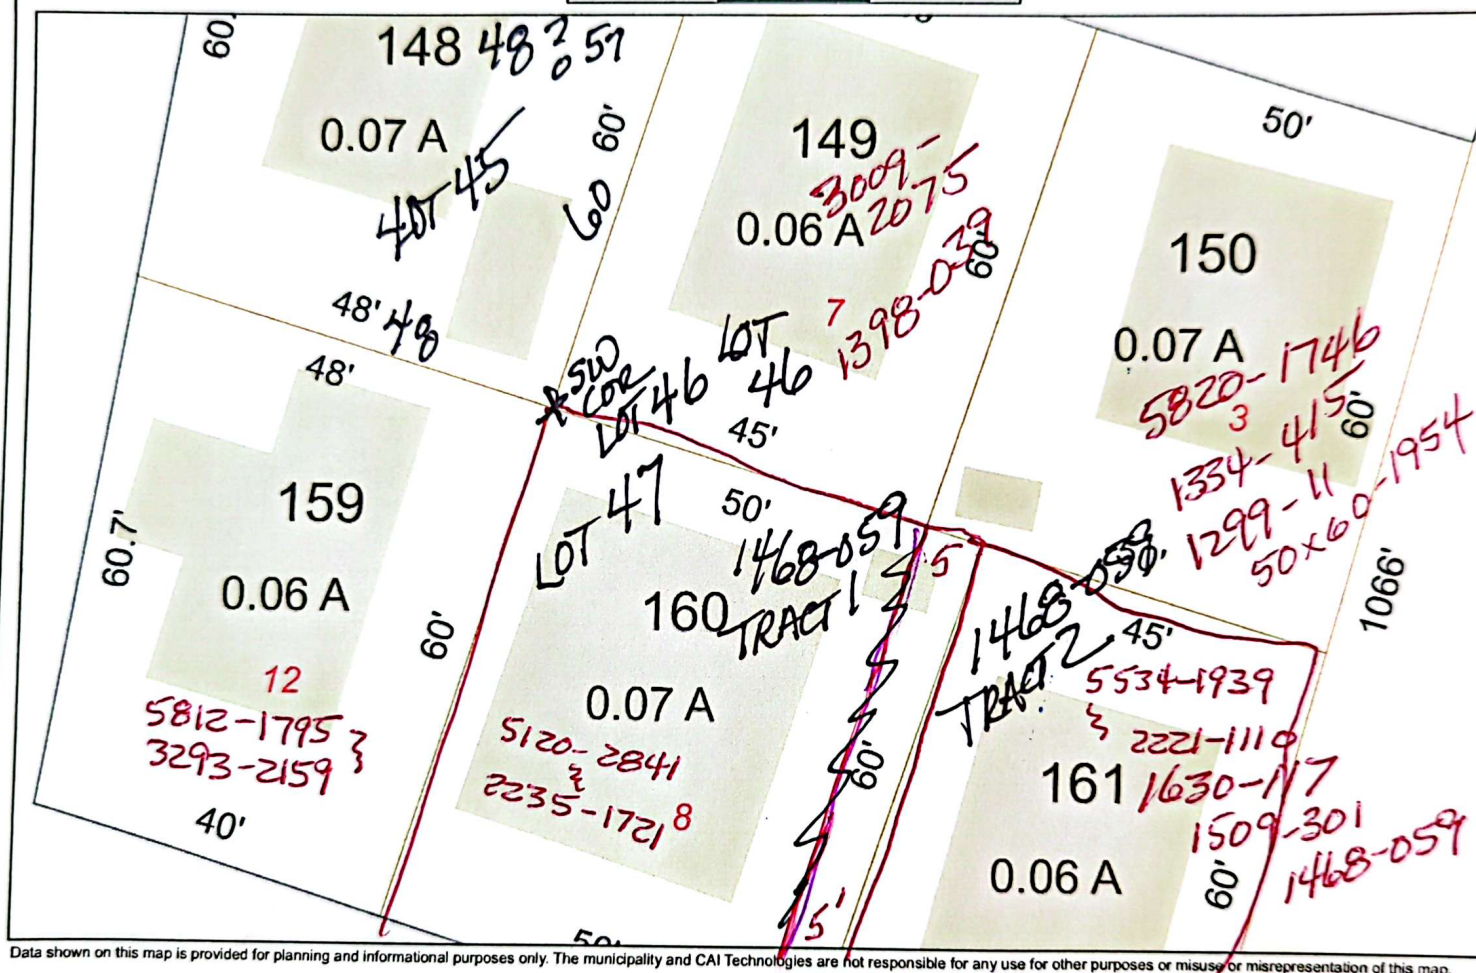 60'
148 48 ? 57
0
0.07 A
LOT 45
60'
60
48' 48
149
3009-
2075
0.06 A
60'
7
1398-039
LOT
46
50'
150
0.07 A
5820-1746
3
60'
1334-415
1299-11
50x60-1954
1066'
SW
COR
LOT 46
45'
48'
159
60.7'
0.06 A
12
5812-1795
3293-2159
40'
60'
LOT 47
50'
1468-059
TRACT 1
160
0.07 A
5120-2841
&
2235-1721 8
5'
60'
5'
50'
1468-059
TRACT 2
50'
45'
5534-1939
2221-1110
161 1630-117
1509-301
1468-059
0.06 A
60'
Data shown on this map is provided for planning and informational purposes only. The municipality and CAI Technologies are not responsible for any use for other purposes or misuse or misrepresentation of this map.